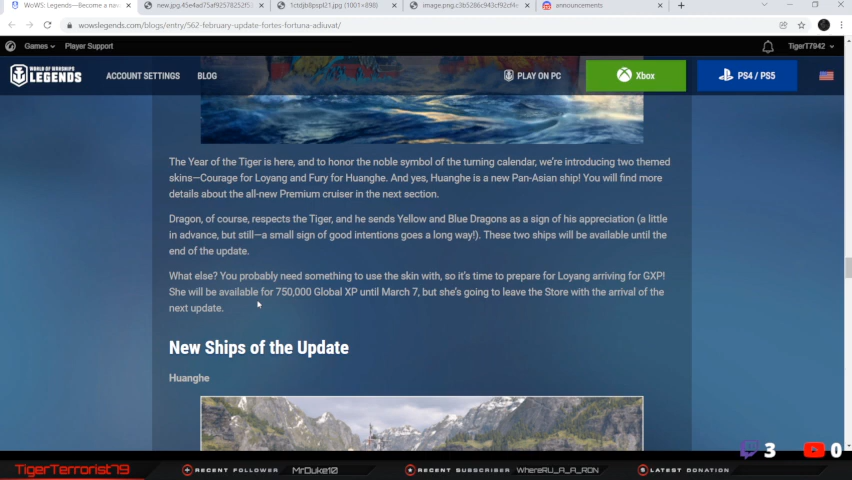 WoWS: Legends—Become a nav
new.jpg.45e4ad75af92578252f5.
1ctdjb8pspl21.jpg (1001×898)
image.png.c3b5286c943cf92cf4
announcements
wowslegends.com/blogs/entry/562-february-update-fortes-fortuna-adiuvat/
Games
Player Support
TigerT7942
WORLD OF WARSHIPS
LEGENDS
ACCOUNT SETTINGS
BLOG
PLAY ON PC
Xbox
PS4 / PS5
The Year of the Tiger is here, and to honor the noble symbol of the turning calendar, we're introducing two themed
skins—Courage for Loyang and Fury for Huanghe. And yes, Huanghe is a new Pan-Asian ship! You will find more
details about the all-new Premium cruiser in the next section.
Dragon, of course, respects the Tiger, and he sends Yellow and Blue Dragons as a sign of his appreciation (a little
in advance, but still—a small sign of good intentions goes a long way!). These two ships will be available until the
end of the update.
What else? You probably need something to use the skin with, so it's time to prepare for Loyang arriving for GXP!
She will be available for 750,000 Global XP until March 7, but she's going to leave the Store with the arrival of the
next update.
New Ships of the Update
Huanghe
3
0
TigerTerrorist79
RECENT FOLLOWER
MrDuke10
RECENT SUBSCRIBER
WhereRU_A_A_RON
LATEST DONATION